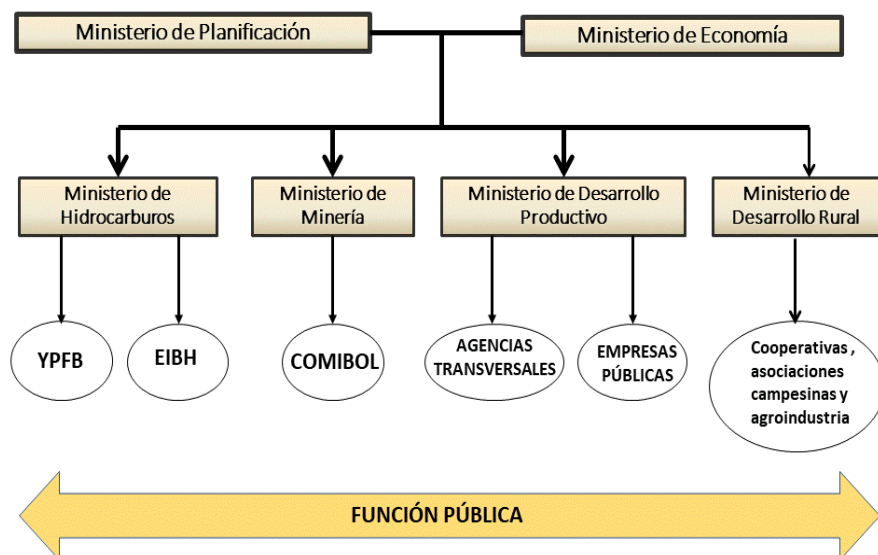 Ministerio de Planificación
Ministerio de Economía
Ministerio de
Hidrocarburos
Ministerio de
Minería
Ministerio de Desarrollo
Productivo
Ministerio de
Desarrollo Rural
YPFB
EIBH
COMIBOL
AGENCIAS
TRANSVERSALES
EMPRESAS
PÚBLICAS
Cooperativas ,
asociaciones
campesinas y
agroindustria
FUNCIÓN PÚBLICA